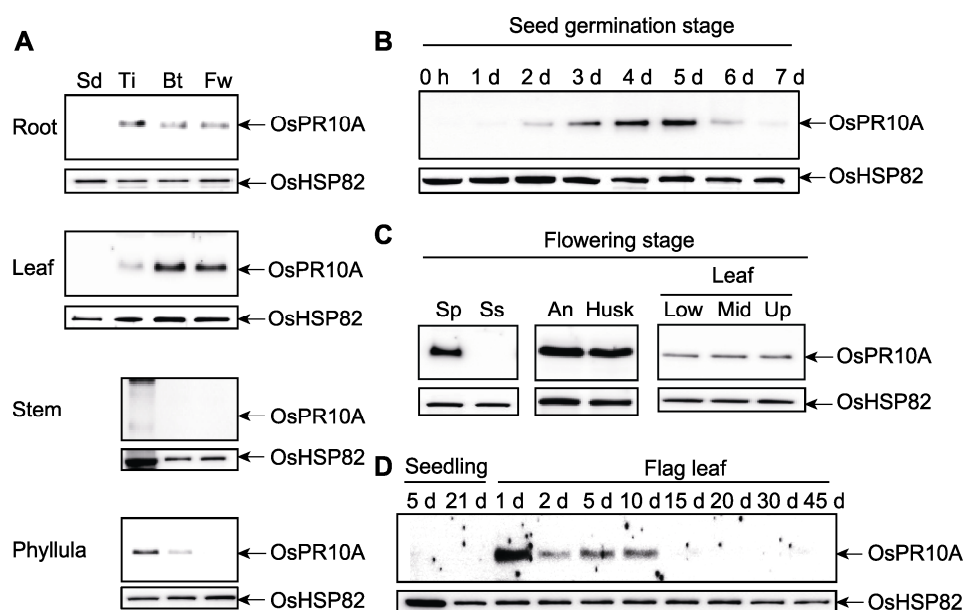 A
Sd Ti Bt Fw
Root
OsPR10A
OsHSP82
Leaf
OsPR10A
OsHSP82
Stem
OsPR10A
OsHSP82
Phyllula
OsPR10A
OsHSP82
B
Seed germination stage
0 h 1 d 2 d 3 d 4 d 5 d 6 d 7 d
OsPR10A
OsHSP82
C
Flowering stage
Leaf
Sp Ss An Husk Low Mid Up
OsPR10A
OsHSP82
D
Seedling Flag leaf
5 d 21 d 1 d 2 d 5 d 10 d 15 d 20 d 30 d 45 d
OsPR10A
OsHSP82